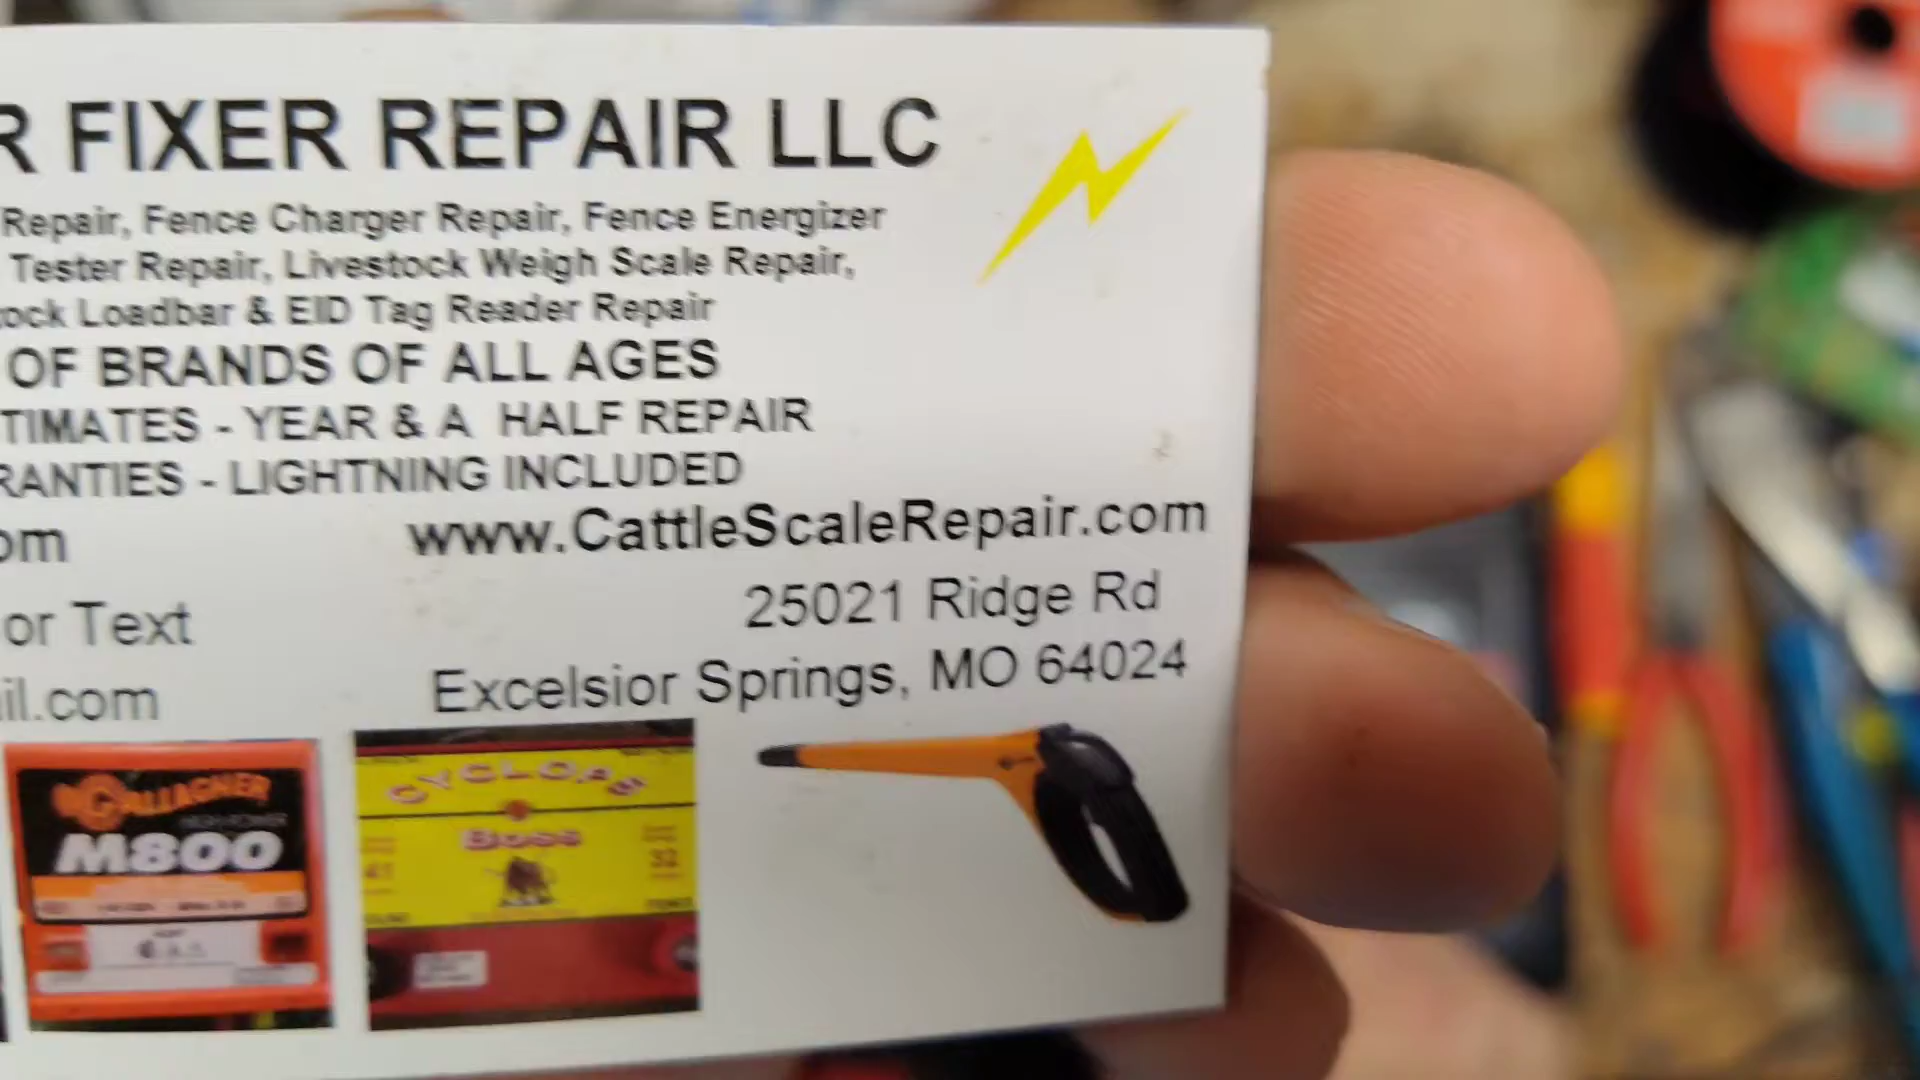 R FIXER REPAIR LLC
Repair, Fence Charger Repair, Fence Energizer
Tester Repair, Livestock Weigh Scale Repair,
tock Loadbar & EID Tag Reader Repair
OF BRANDS OF ALL AGES
TIMATES - YEAR & A HALF REPAIR
RANTIES - LIGHTNING INCLUDED
om
www.CattleScaleRepair.com
25021 Ridge Rd
or Text
Excelsior Springs, MO 64024
il.com
GALLAGHER
M800
CYCLOPS
Boss